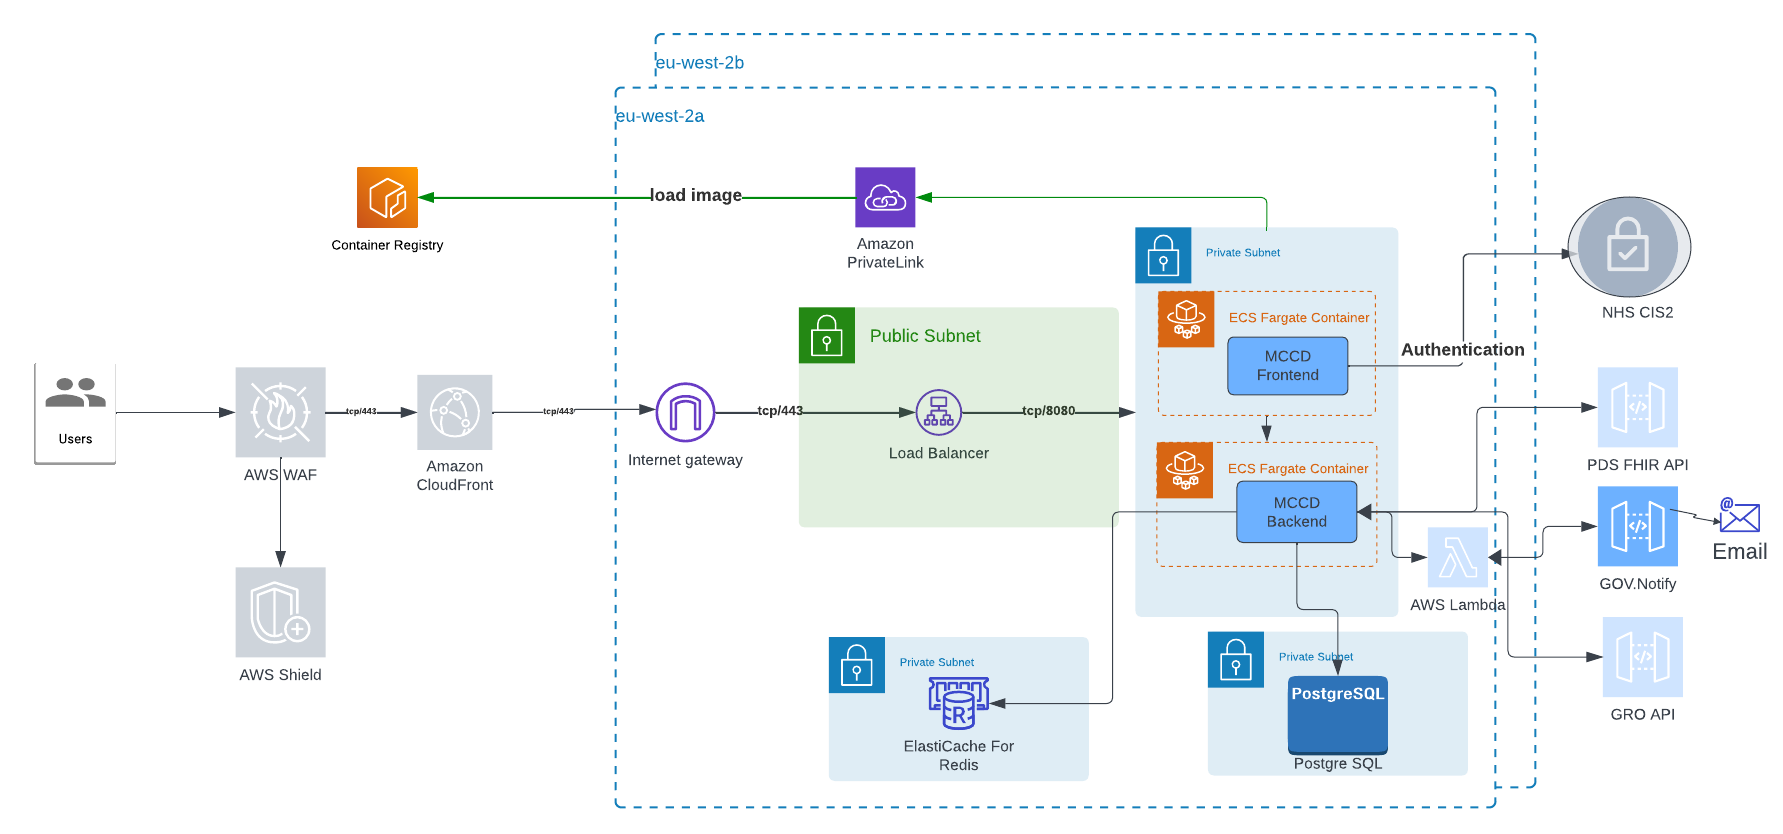 eu-west-2b
eu-west-2a
load image
Container Registry
Amazon
PrivateLink
Private Subnet
ECS Fargate Container
MCCD
Frontend
Authentication
NHS CIS2
Public Subnet
Users
tcp/443
tcp/443
tcp/443
tcp/8080
AWS WAF
Amazon
CloudFront
Internet gateway
Load Balancer
ECS Fargate Container
MCCD
Backend
PDS FHIR API
@
Email
GOV.Notify
AWS Lambda
AWS Shield
Private Subnet
R
ElastiCache For
Redis
Private Subnet
PostgreSQL
Postgre SQL
GRO API